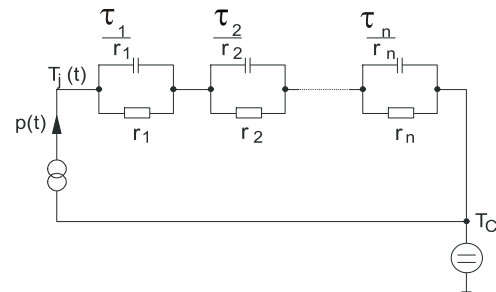 τ1/r1 τ2/r2 τn/rn
Tj (t)
r1 r2 rn
p(t)
TC